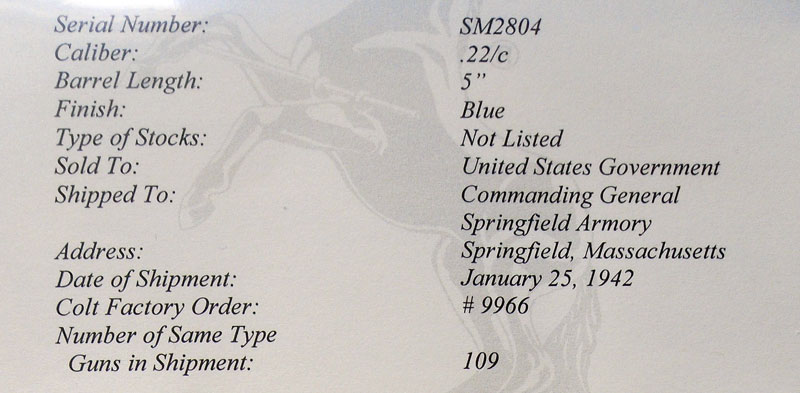 Serial Number: SM2804
Caliber: .22/c
Barrel Length: 5”
Finish: Blue
Type of Stocks: Not Listed
Sold To: United States Government
Shipped To: Commanding General
Springfield Armory
Address: Springfield, Massachusetts
Date of Shipment: January 25, 1942
Colt Factory Order: # 9966
Number of Same Type
Guns in Shipment: 109